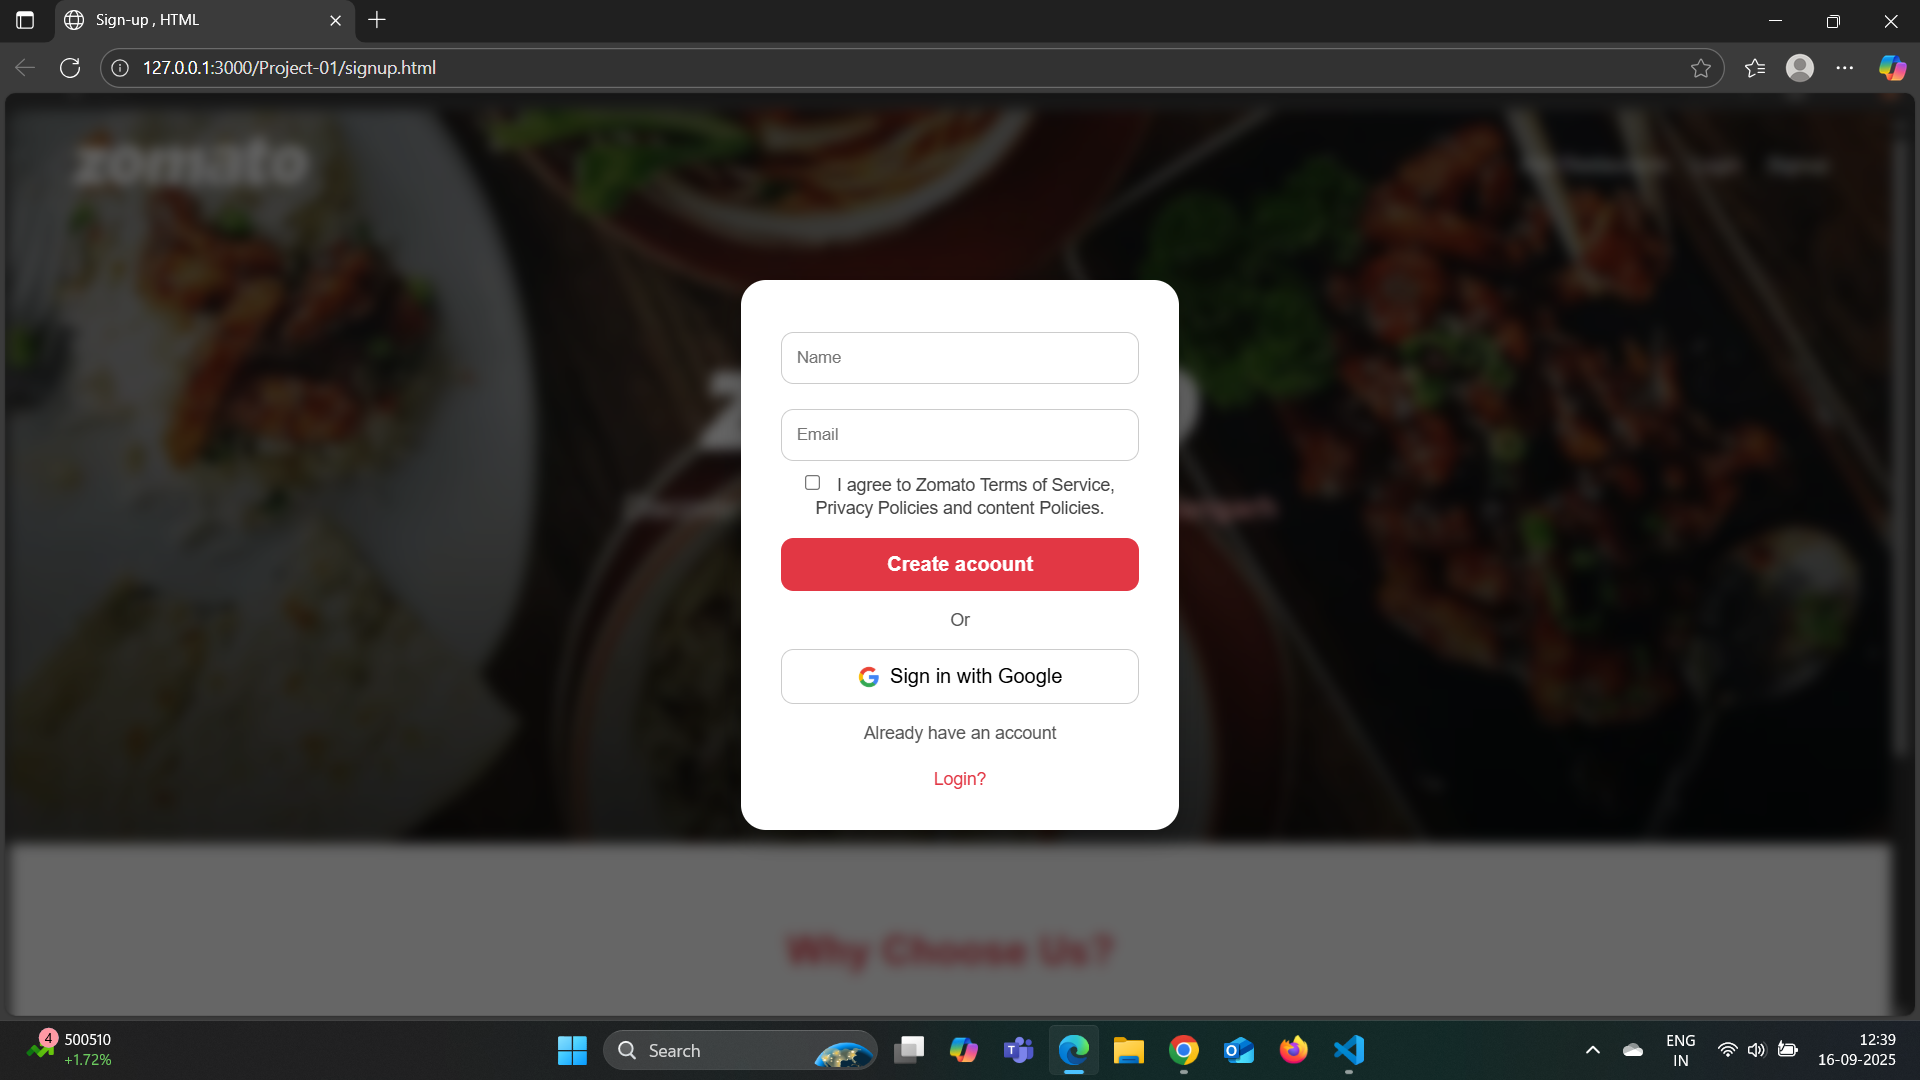 Sign-up , HTML
127.0.0.1:3000/Project-01/signup.html
zomato
Signup
Name
Email
I agree to Zomato Terms of Service,
Privacy Policies and content Policies.
Create acoount
Or
Sign in with Google
Already have an account
Login?
Why Choose Us?
4
500510
+1.72%
Search
ENG
IN
12:39
16-09-2025